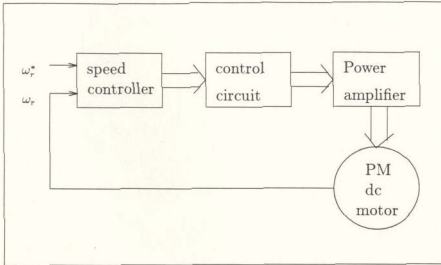 ω*r
speed
controller
ωr
control
circuit
Power
amplifier
PM
dc
motor